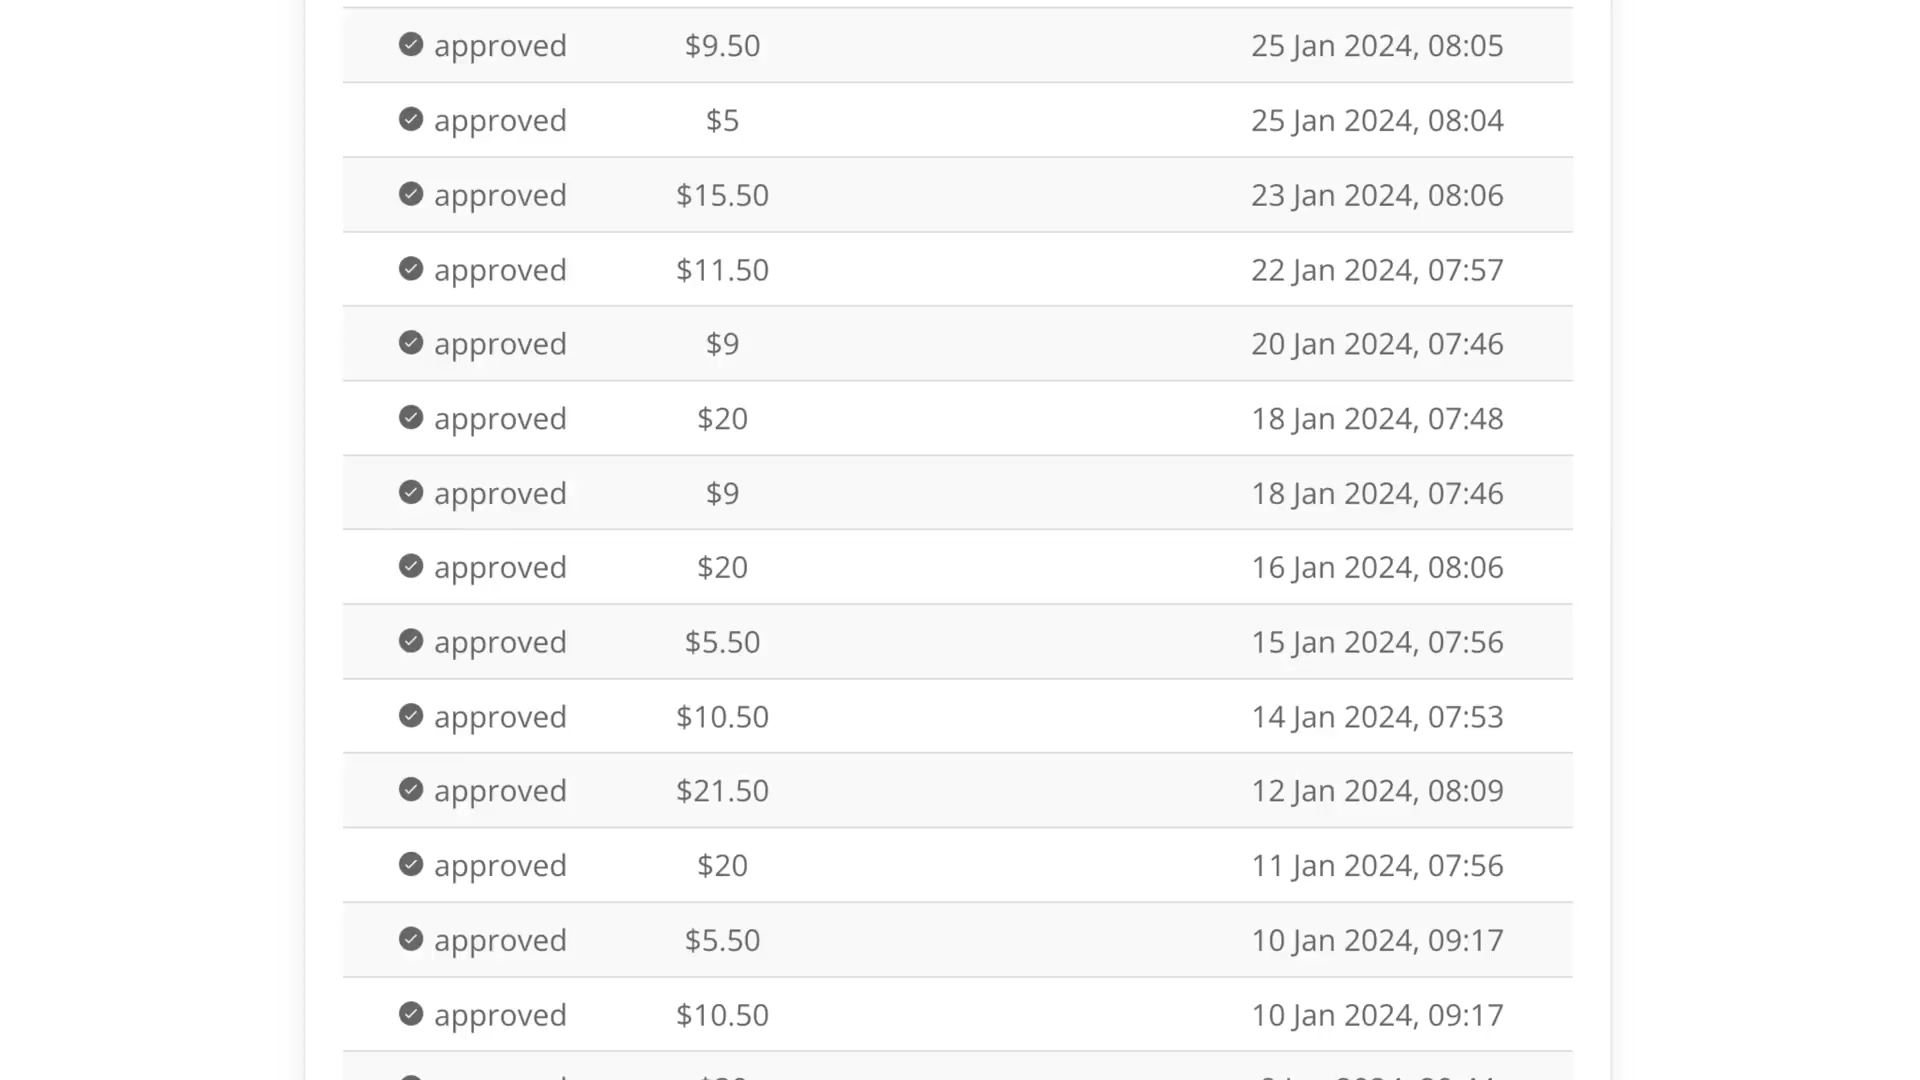 approved $9.50 25 Jan 2024, 08:05
approved $5 25 Jan 2024, 08:04
approved $15.50 23 Jan 2024, 08:06
approved $11.50 22 Jan 2024, 07:57
approved $9 20 Jan 2024, 07:46
approved $20 18 Jan 2024, 07:48
approved $9 18 Jan 2024, 07:46
approved $20 16 Jan 2024, 08:06
approved $5.50 15 Jan 2024, 07:56
approved $10.50 14 Jan 2024, 07:53
approved $21.50 12 Jan 2024, 08:09
approved $20 11 Jan 2024, 07:56
approved $5.50 10 Jan 2024, 09:17
approved $10.50 10 Jan 2024, 09:17